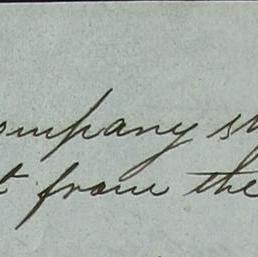 ompany s
t from the